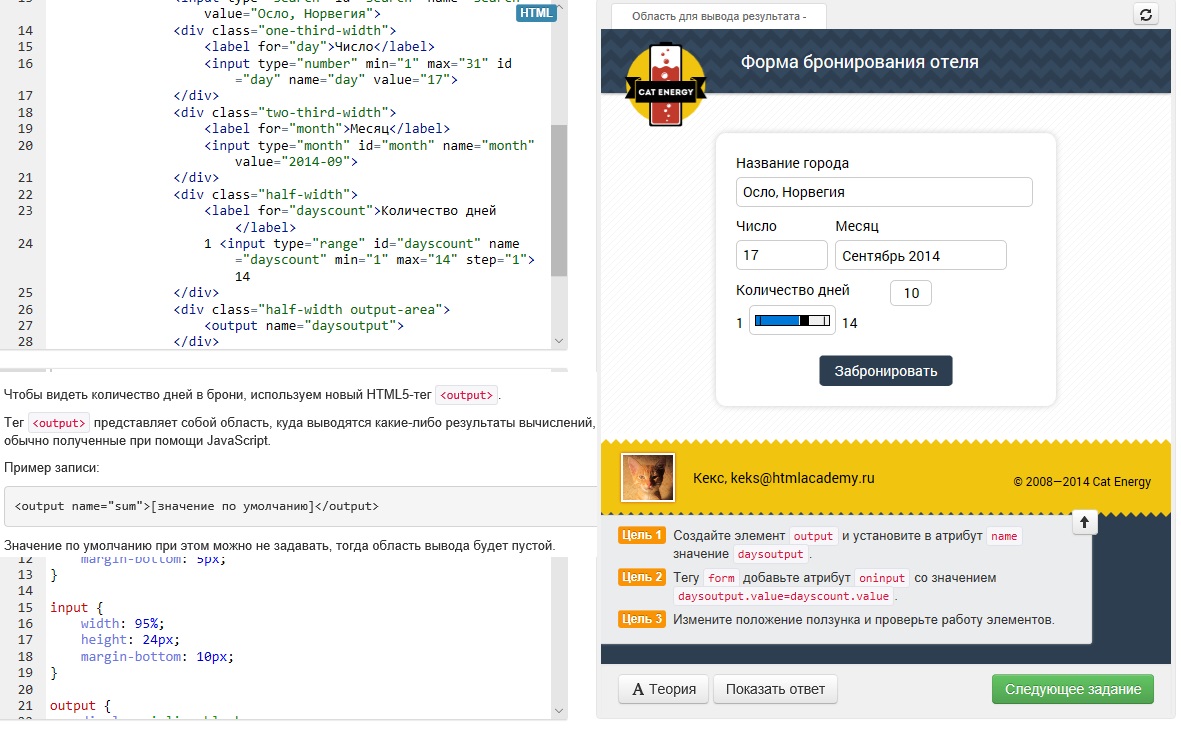 value="Осло, Норвегия">
HTML
14 <div class="one-third-width">
15 <label for="day">Число</label>
16 <input type="number" min="1" max="31" id
="day" name="day" value="17">
17 </div>
18 <div class="two-third-width">
19 <label for="month">Месяц</label>
20 <input type="month" id="month" name="month"
value="2014-09">
21 </div>
22 <div class="half-width">
23 <label for="dayscount">Количество дней
</label>
24 1 <input type="range" id="dayscount" name
="dayscount" min="1" max="14" step="1">
14
25 </div>
26 <div class="half-width output-area">
27 <output name="daysoutput">
28 </div>
Чтобы видеть количество дней в брони, используем новый HTML5-тег <output>.
Тег <output> представляет собой область, куда выводятся какие-либо результаты вычислений,
обычно полученные при помощи JavaScript.
Пример записи:
<output name="sum">[значение по умолчанию]</output>
Значение по умолчанию при этом можно не задавать, тогда область вывода будет пустой.
12 margin-bottom: 5px;
13 }
14
15 input {
16 width: 95%;
17 height: 24px;
18 margin-bottom: 10px;
19 }
20
21 output {
Область для вывода результата -
CAT ENERGY
Форма бронирования отеля
Название города
Осло, Норвегия
Число Месяц
17 Сентябрь 2014
Количество дней 10
1 14
Забронировать
Кекс, keks@htmlacademy.ru
© 2008—2014 Cat Energy
Цель 1 Создайте элемент output и установите в атрибут name
значение daysoutput.
Цель 2 Тегу form добавьте атрибут oninput со значением
daysoutput.value=dayscount.value.
Цель 3 Измените положение ползунка и проверьте работу элементов.
А Теория
Показать ответ
Следующее задание